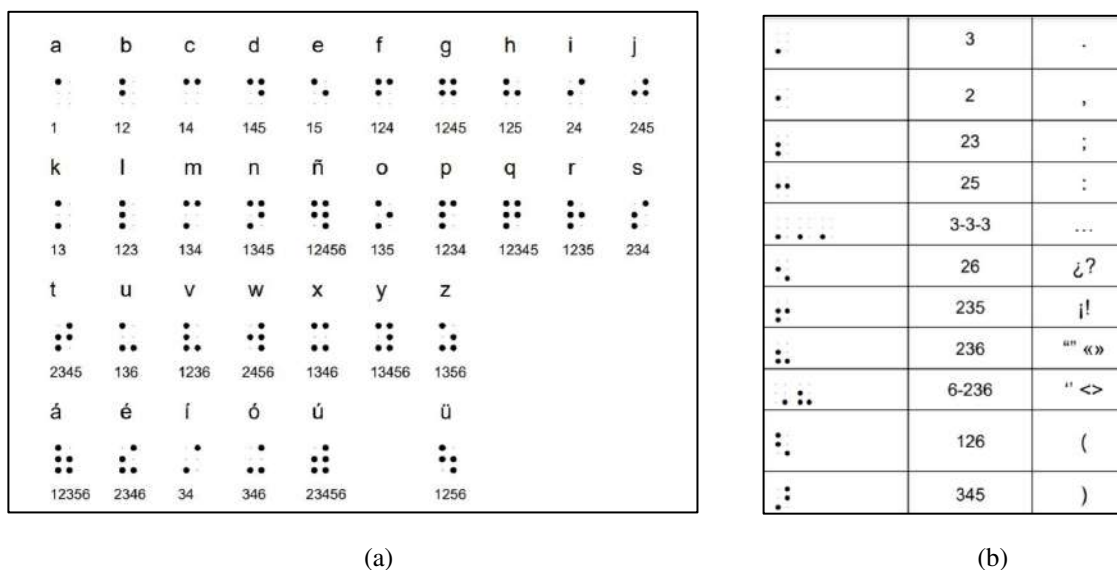 a b c d e f g h i j
1 12 14 145 15 124 1245 125 24 245
k l m n ñ o p q r s
13 123 134 1345 12456 135 1234 12345 1235 234
t u v w x y z
2345 136 1236 2456 1346 13456 1356
á é í ó ú ü
12356 2346 34 346 23456 1256
(a)
3 .
2 ,
23 ;
25 :
3-3-3 ...
26 ¿?
235 ¡!
236 “” «»
6-236 ‘’ <>
126 (
345 )
(b)